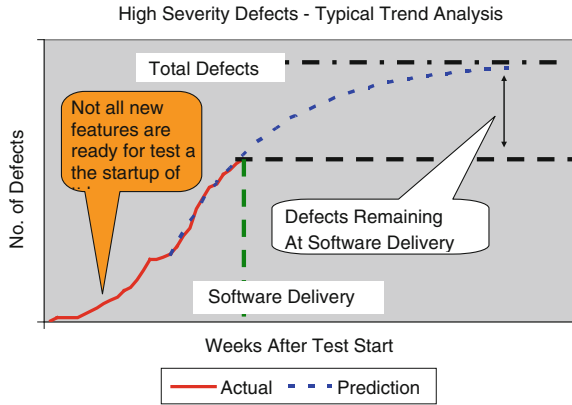 High Severity Defects - Typical Trend Analysis
Total Defects
Not all new
features are
ready for test a
the startup of
No. of Defects
Defects Remaining
At Software Delivery
Software Delivery
Weeks After Test Start
Actual
Prediction